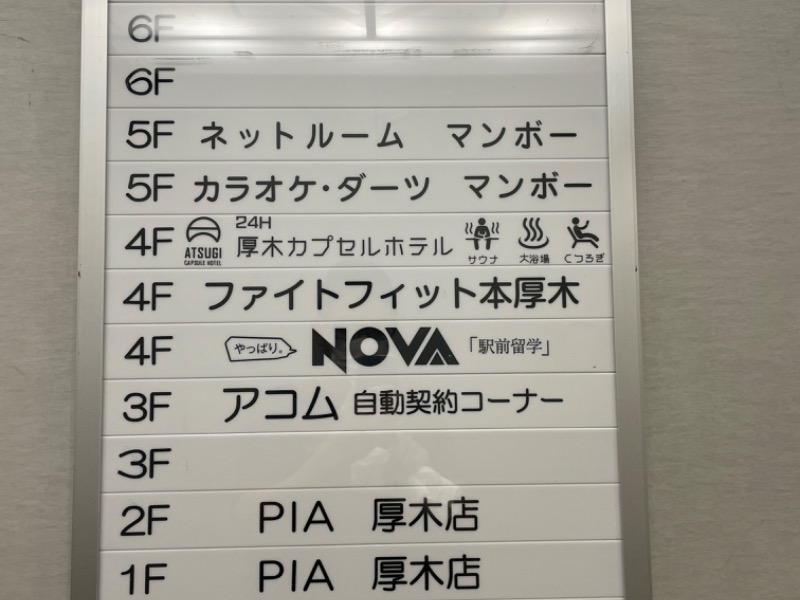 6F
6F
5F ネットルーム マンボー
5F カラオケ・ダーツ マンボー
4F ATSUGI CAPSULE HOTEL 24H 厚木カプセルホテル サウナ 大浴場 くつろぎ
4F ファイトフィット本厚木
4F やっぱり。 NOVA 「駅前留学」
3F アコム 自動契約コーナー
3F
2F PIA 厚木店
1F PIA 厚木店